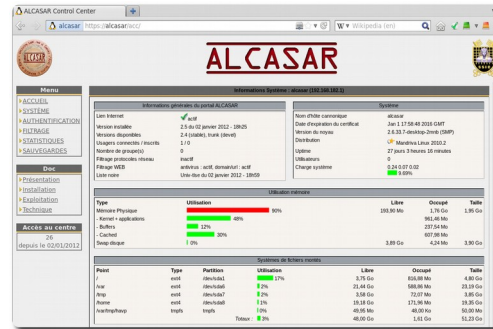 ALCASAR Control Center
alcasar https://alcasar/acc/
Wikipedia (en)
ALCASAR
Menu
ACCUEIL
SYSTÈME
AUTHENTIFICATION
FILTRAGE
STATISTIQUES
SAUVEGARDES
Doc
Présentation
Installation
Exploitation
Technique
Accès au centre
26
depuis le 02/01/2012
Informations Système : alcasar (192.168.182.1)
Informations générales du portail ALCASAR
Lien Internet actif
Version installée 2.5 du 02 janvier 2012 - 18h25
Versions disponibles 2.4 (stable), trunk (devel)
Usagers connectés / inscrits 1 / 0
Nombre de groupe(s) 0
Filtrage protocoles réseau inactif
Filtrage WEB antivirus : actif, domain/url : actif
Liste noire Univ-tlse du 02 janvier 2012 - 18h59
Système
Nom d'hôte canonique alcasar
Date d'expiration du certificat Jan 1 17:58:48 2016 GMT
Version du noyau 2.6.33.7-desktop-2mnb (SMP)
Distribution Mandriva Linux 2010.2
Uptime 27 jours 3 heures 16 minutes
Utilisateurs 0
Charge système 0.24 0.07 0.02
9.69%
Utilisation mémoire
Type Utilisation Libre Occupé Taille
Mémoire Physique 90% 193,90 Mo 1,76 Go 1,95 Go
- Kernel + applications 48% 961,46 Mo
- Buffers 12% 237,54 Mo
- Cached 30% 607,98 Mo
Swap disque 0% 3,89 Go 4,24 Mo 3,90 Go
Systèmes de fichiers montés
Point Type Partition Utilisation Libre Occupé Taille
/ ext4 /dev/sda1 17% 3,75 Go 816,88 Mo 4,80 Go
/var ext4 /dev/sda6 2% 21,44 Go 588,86 Mo 23,19 Go
/tmp ext4 /dev/sda7 2% 3,58 Go 72,07 Mo 3,85 Go
/home ext4 /dev/sda8 1% 19,18 Go 171,96 Mo 19,35 Go
/var/tmp/havp tmpfs tmpfs 0% 49,95 Mo 48,00 Ko 50,00 Mo
Totaux : 3% 48,00 Go 1,61 Go 51,23 Go